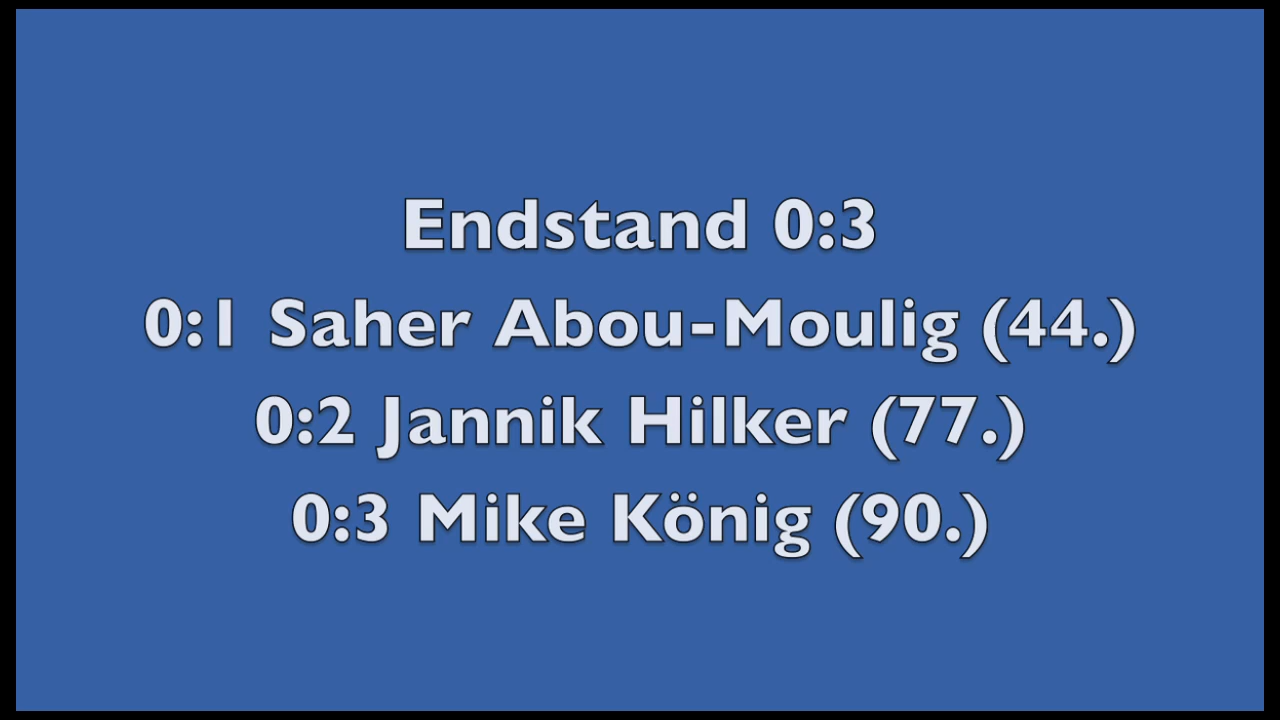 Endstand 0:3
0:1 Saher Abou-Moulig (44.)
0:2 Jannik Hilker (77.)
0:3 Mike König (90.)